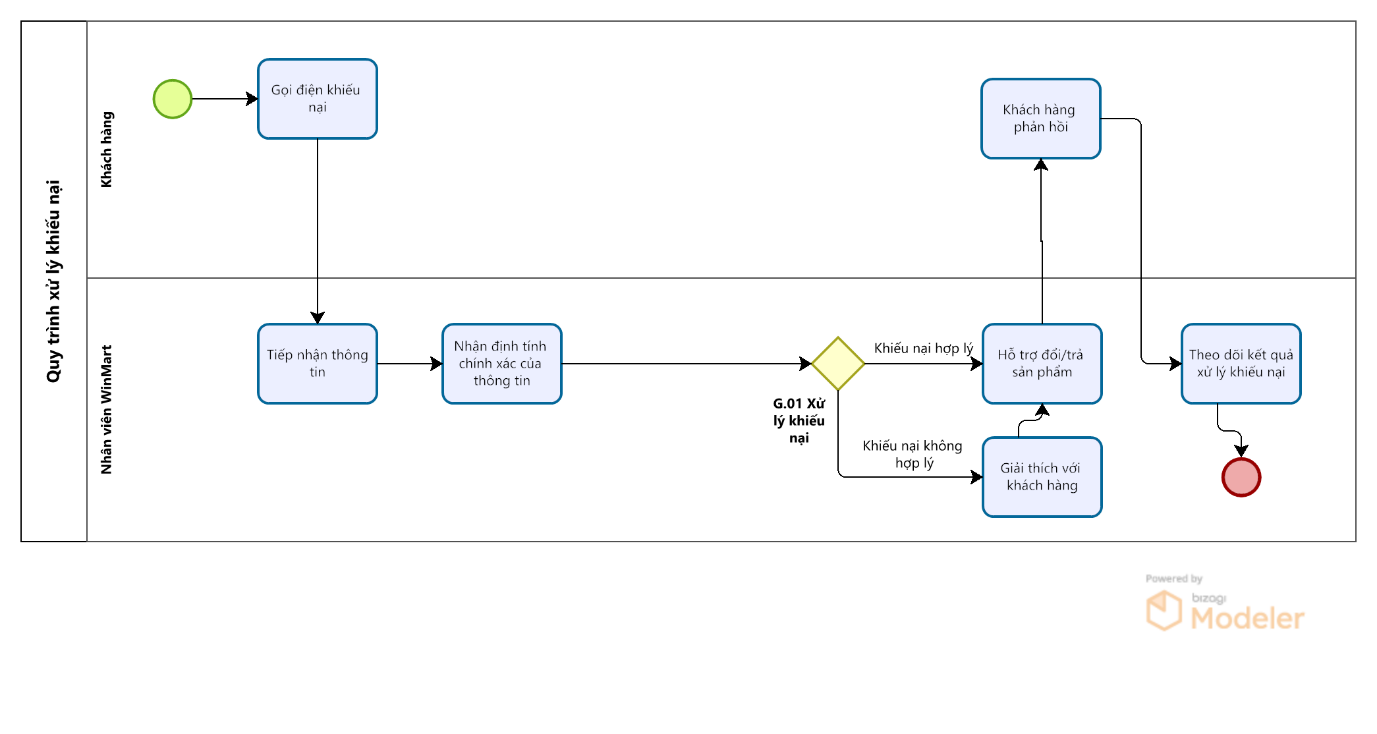 Quy trình xử lý khiếu nại
Khách hàng
Gọi điện khiếu
nại
Khách hàng
phản hồi
Nhân viên WinMart
Tiếp nhận thông
tin
Nhận định tính
chính xác của
thông tin
G.01 Xử
lý khiếu
nại
Khiếu nại hợp lý
Khiếu nại không
hợp lý
Hỗ trợ đổi/trả
sản phẩm
Giải thích với
khách hàng
Theo dõi kết quả
xử lý khiếu nại
Powered by
bizagi
Modeler